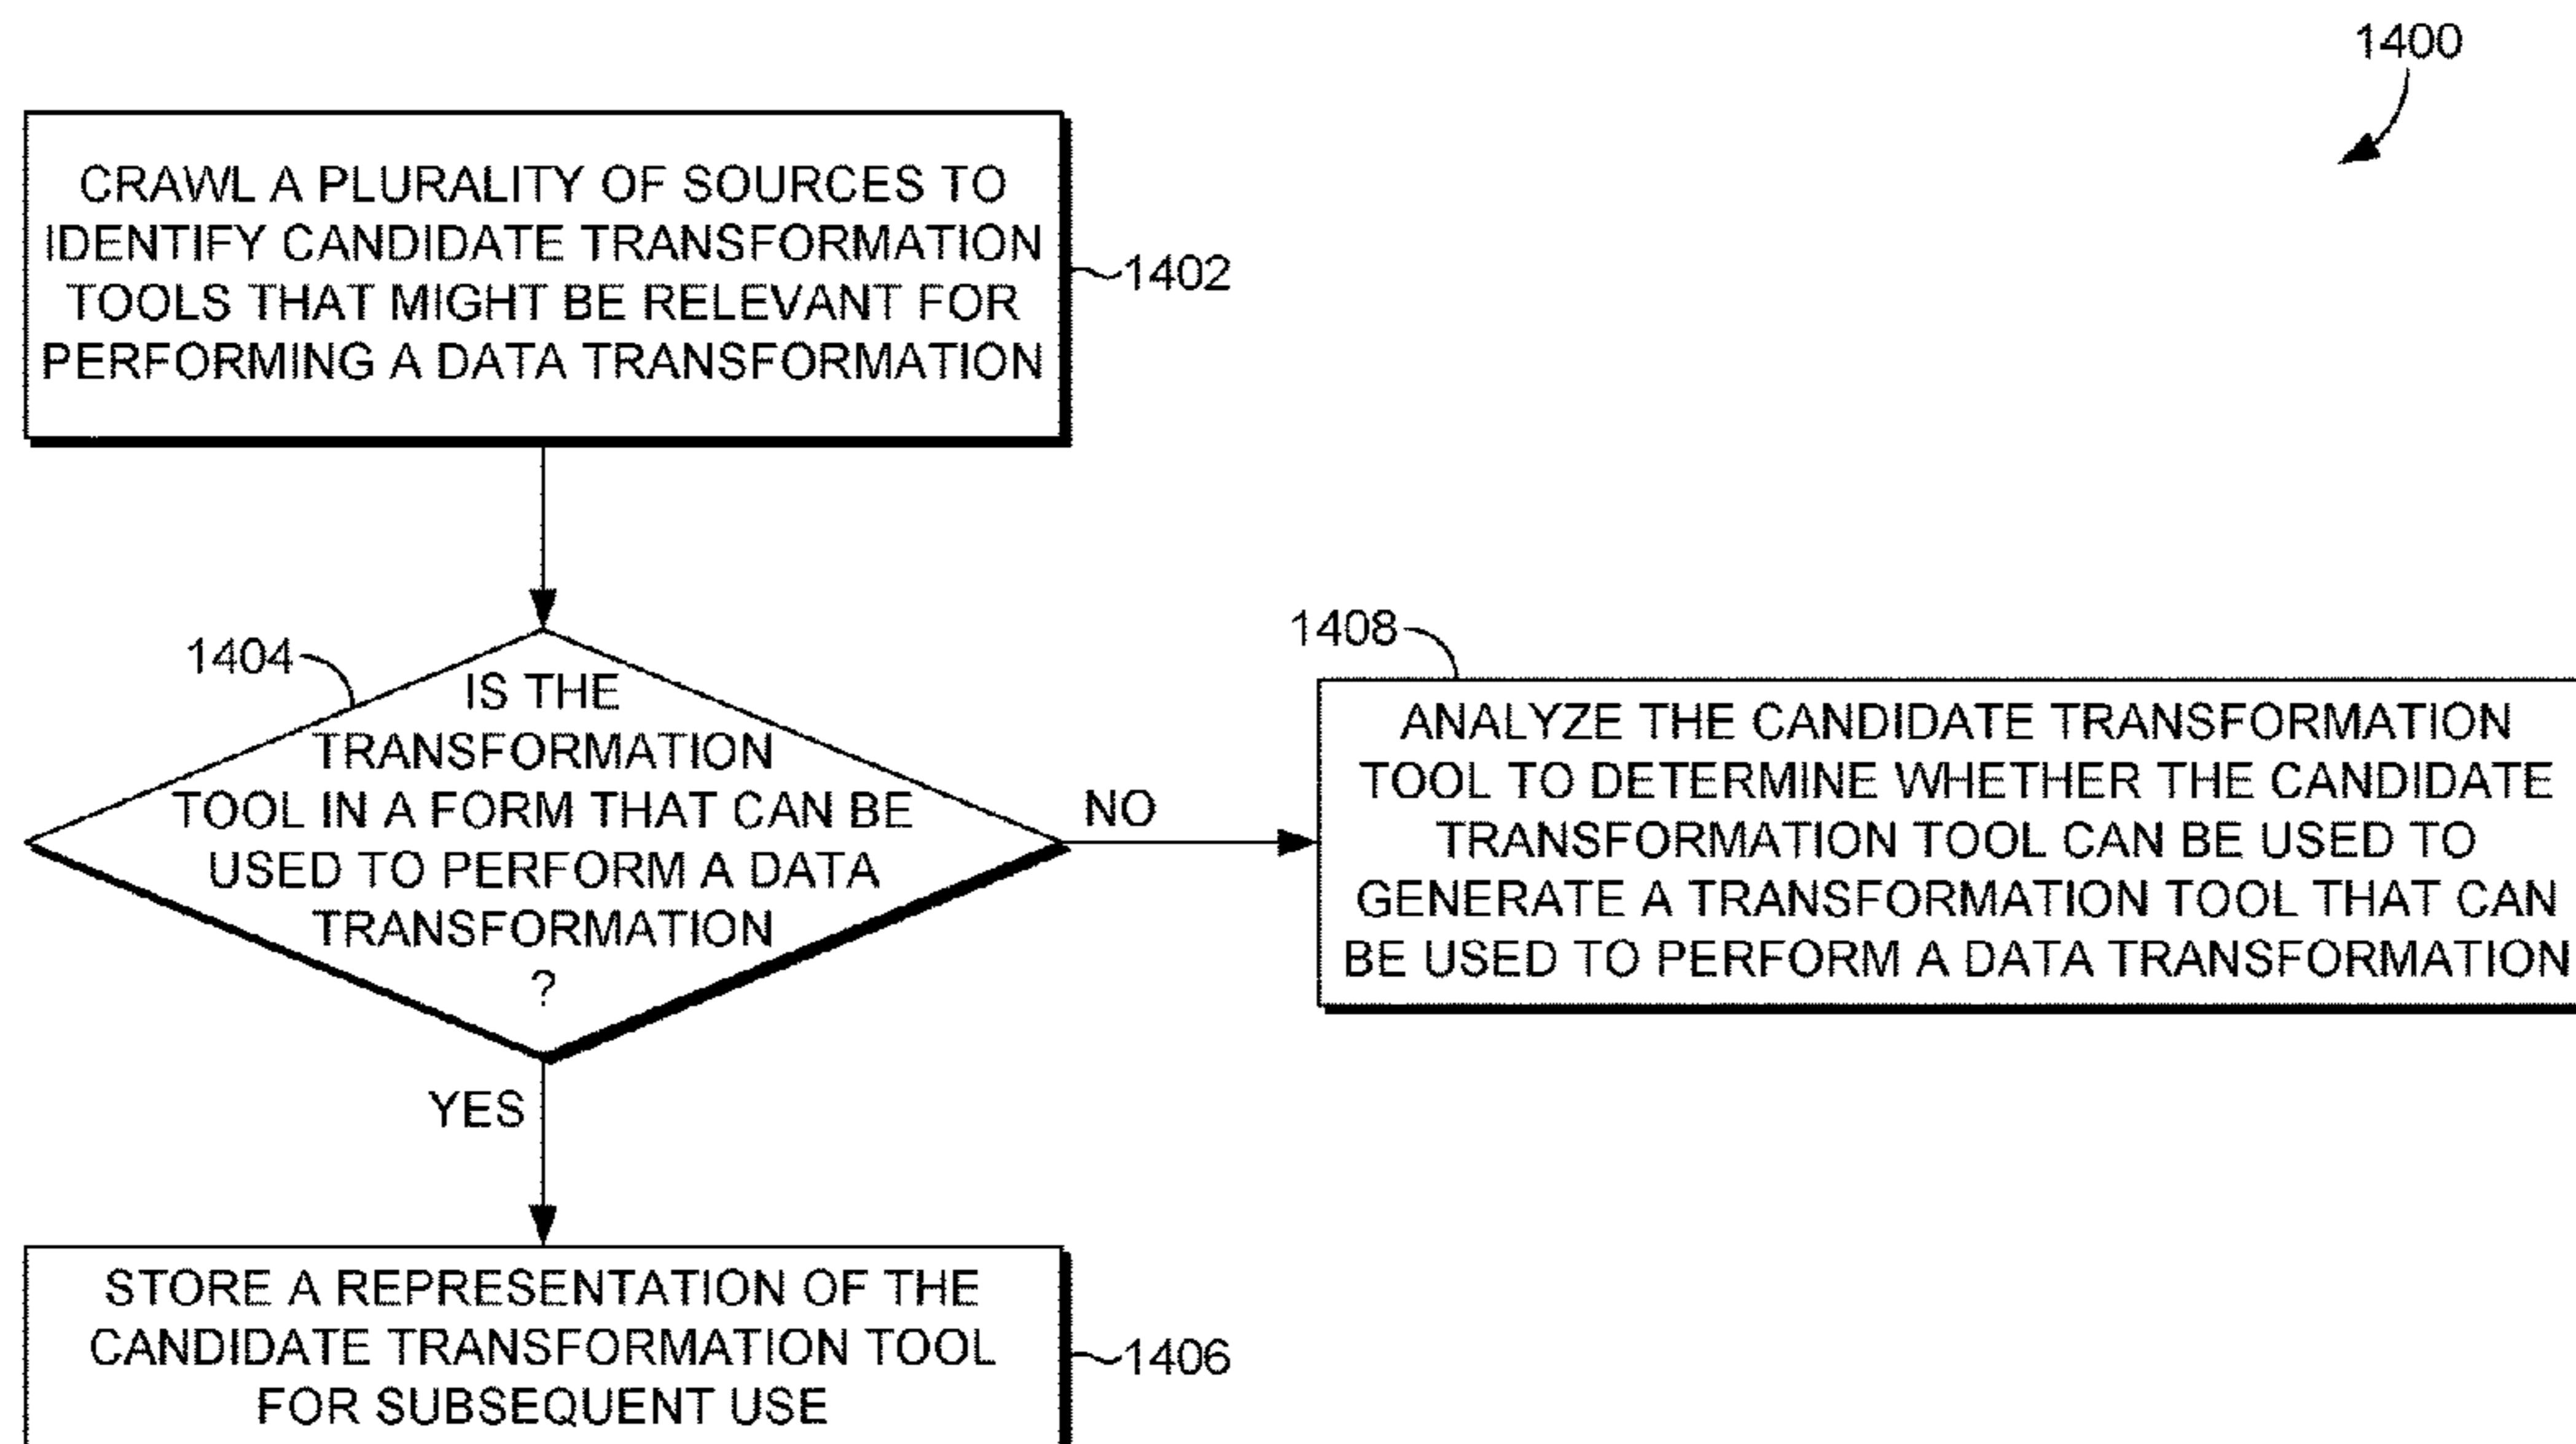 1400
CRAWL A PLURALITY OF SOURCES TO
IDENTIFY CANDIDATE TRANSFORMATION
TOOLS THAT MIGHT BE RELEVANT FOR
PERFORMING A DATA TRANSFORMATION
1402
1404
IS THE
TRANSFORMATION
TOOL IN A FORM THAT CAN BE
USED TO PERFORM A DATA
TRANSFORMATION
?
NO
1408
ANALYZE THE CANDIDATE TRANSFORMATION
TOOL TO DETERMINE WHETHER THE CANDIDATE
TRANSFORMATION TOOL CAN BE USED TO
GENERATE A TRANSFORMATION TOOL THAT CAN
BE USED TO PERFORM A DATA TRANSFORMATION
YES
STORE A REPRESENTATION OF THE
CANDIDATE TRANSFORMATION TOOL
FOR SUBSEQUENT USE
1406